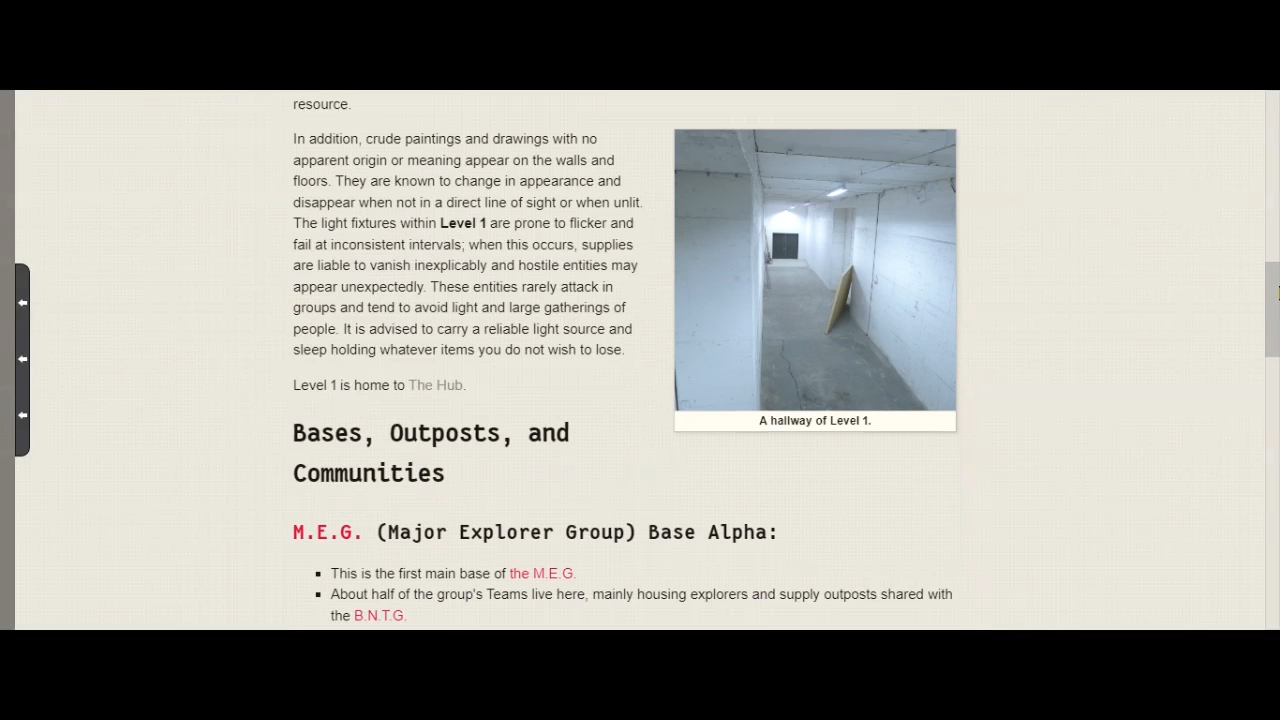 resource.
In addition, crude paintings and drawings with no
apparent origin or meaning appear on the walls and
floors. They are known to change in appearance and
disappear when not in a direct line of sight or when unlit.
The light fixtures within Level 1 are prone to flicker and
fail at inconsistent intervals; when this occurs, supplies
are liable to vanish inexplicably and hostile entities may
appear unexpectedly. These entities rarely attack in
groups and tend to avoid light and large gatherings of
people. It is advised to carry a reliable light source and
sleep holding whatever items you do not wish to lose.
A hallway of Level 1.
Level 1 is home to The Hub.
Bases, Outposts, and
Communities
M.E.G. (Major Explorer Group) Base Alpha:
▪ This is the first main base of the M.E.G.
▪ About half of the group's Teams live here, mainly housing explorers and supply outposts shared with
the B.N.T.G.